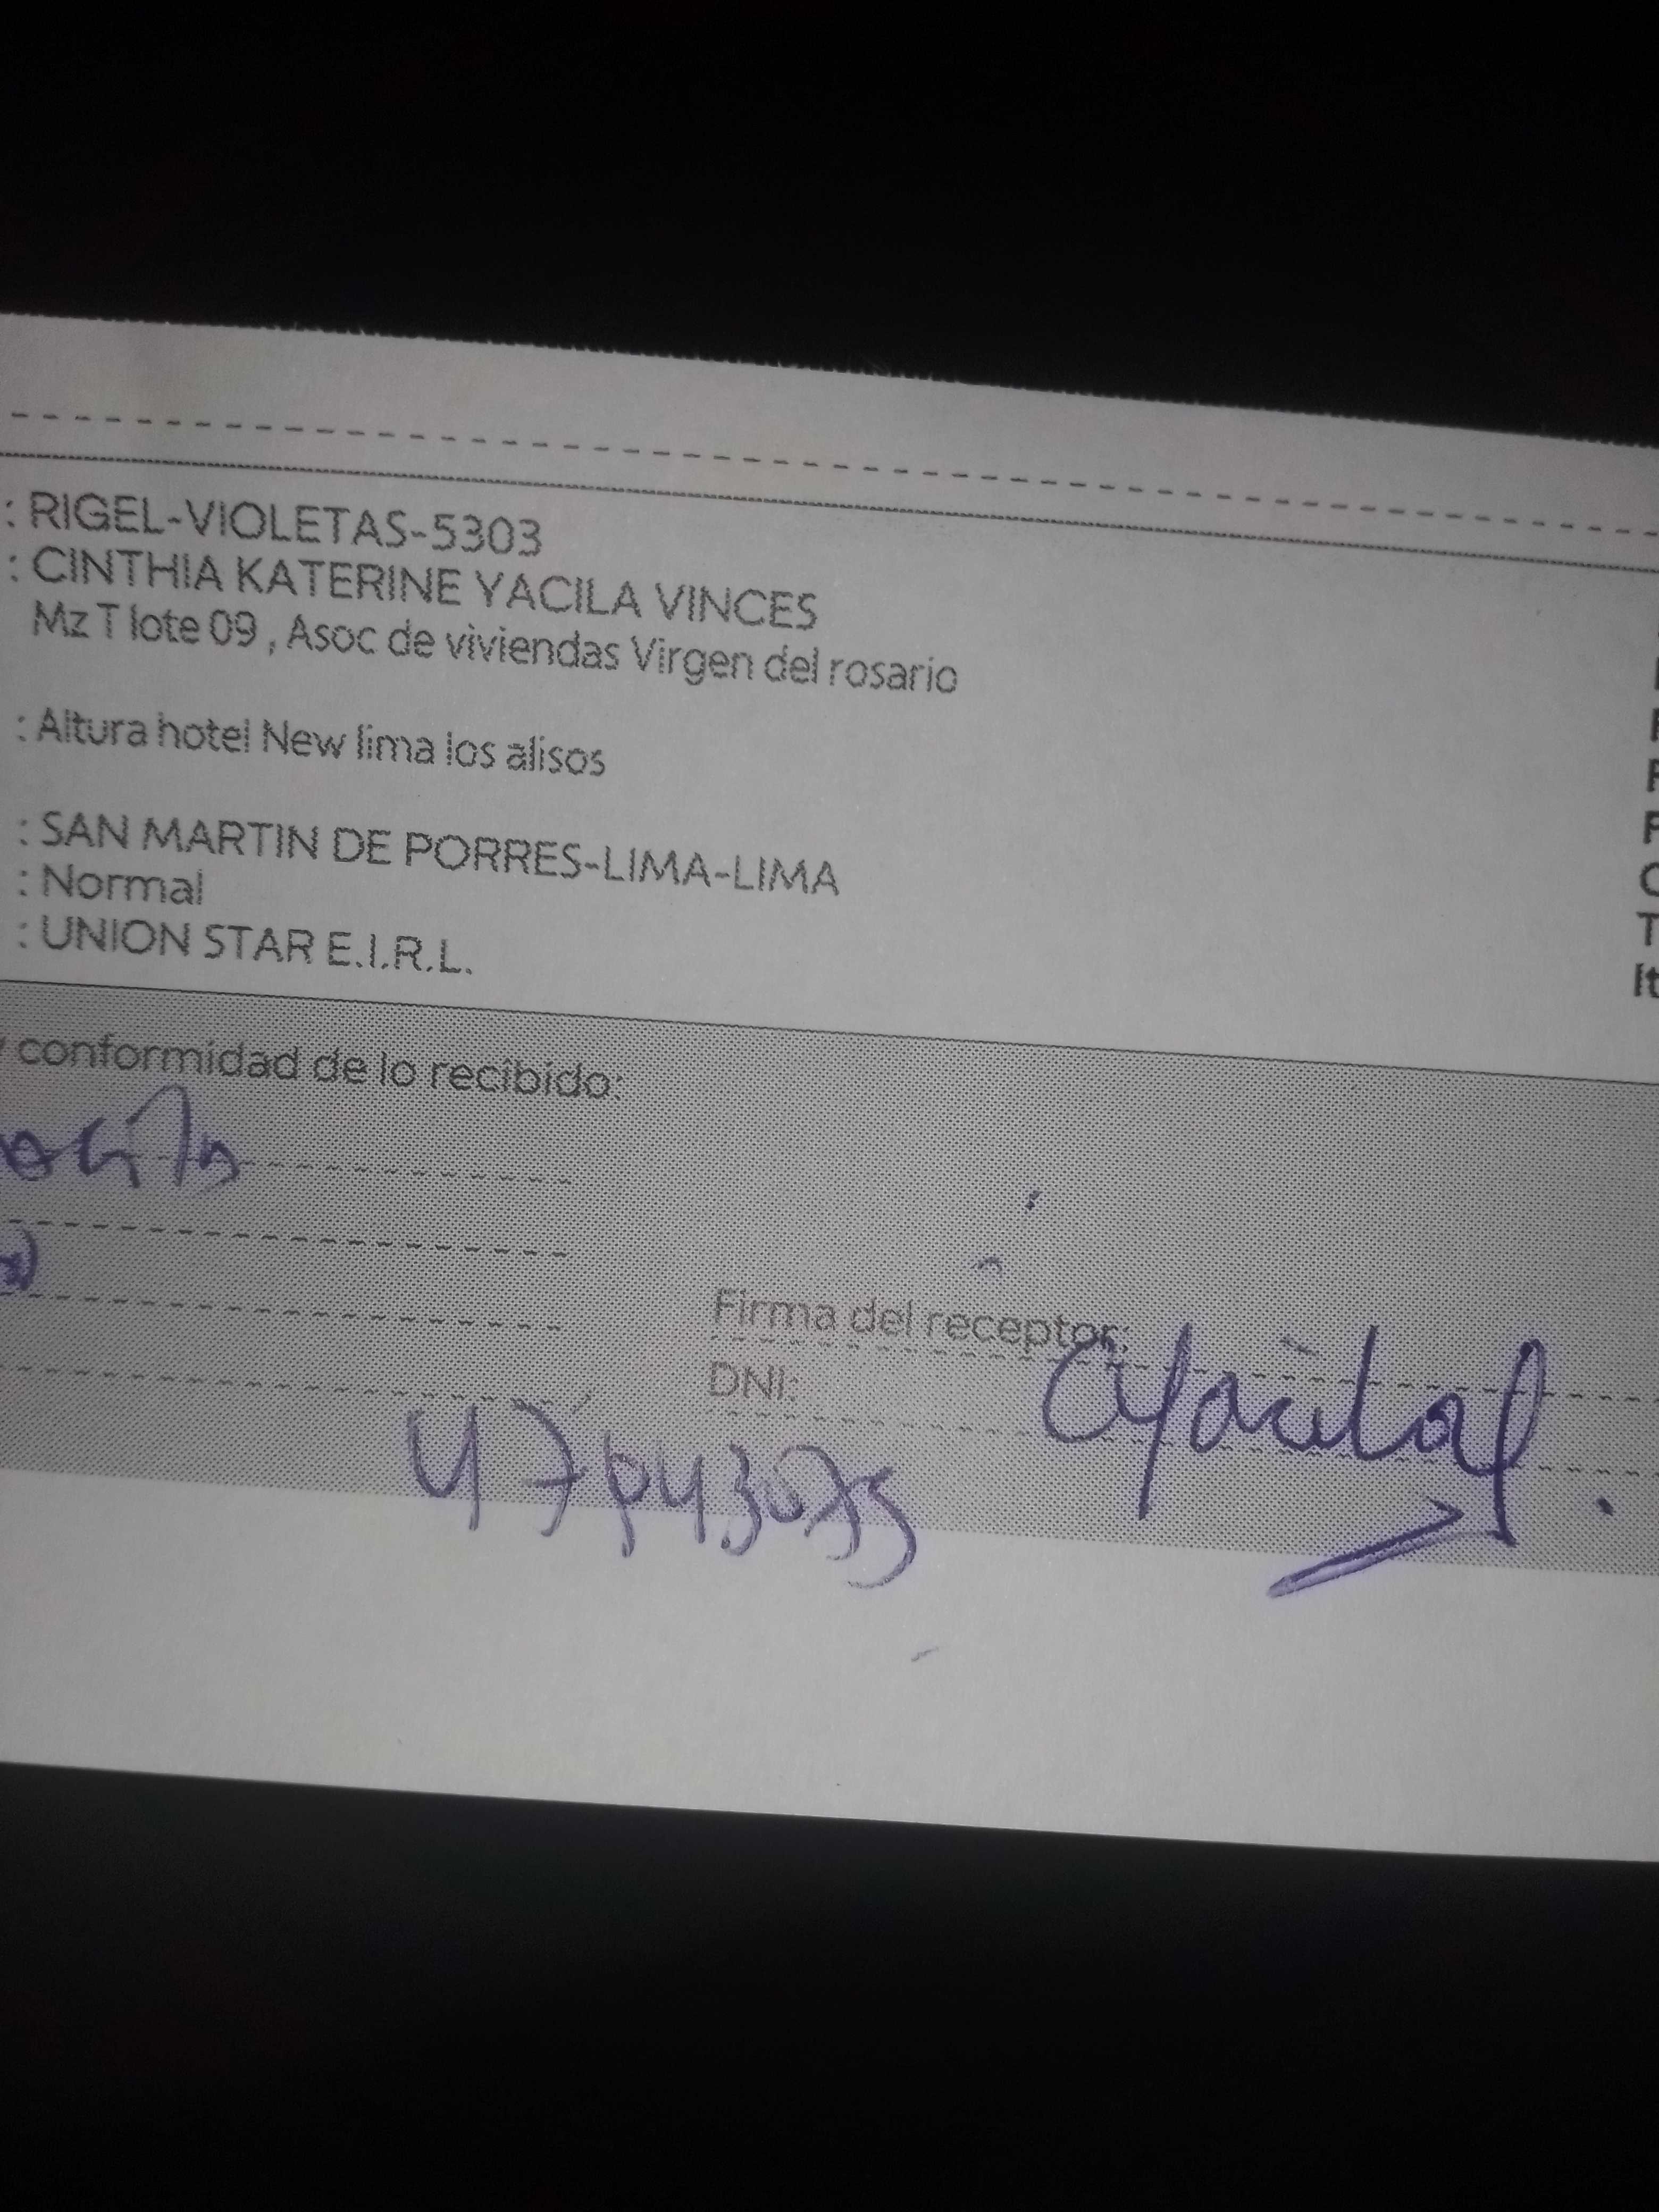 : RIGEL-VIOLETAS-5303
: CINTHIA KATERINE YACILA VINCES
Mz T lote 09 , Asoc de viviendas Virgen del rosario
: Altura hotel New lima los alisos
: SAN MARTIN DE PORRES-LIMA-LIMA
: Normal
: UNION STAR E.I.R.L.
It
conformidad de lo recibido:
Firma del receptor:
DNI: